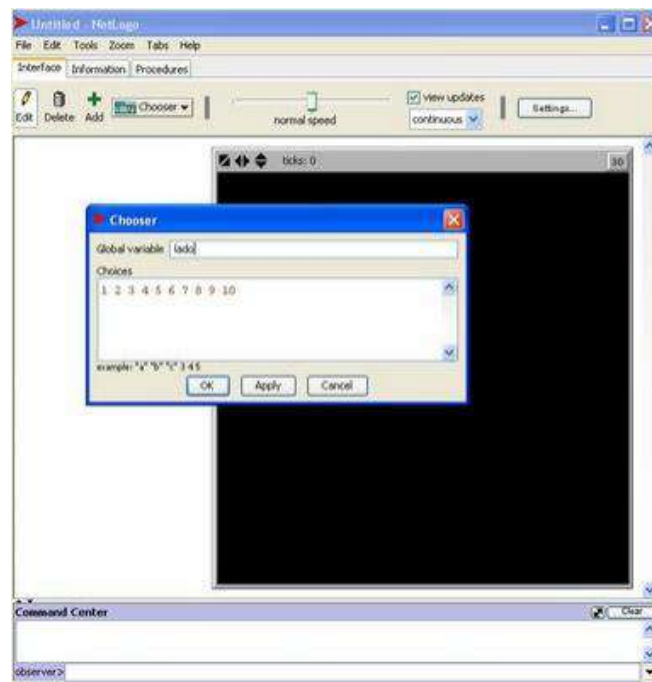 Untitled - NetLogo
File Edit Tools Zoom Tabs Help
Interface Information Procedures
Edit Delete Add Chooser normal speed view updates continuous Settings...
ticks: 0 3D
Chooser
Global variable lado
Choices
1 2 3 4 5 6 7 8 9 10
example: "a" "b" "c" 3 4 5
OK Apply Cancel
Command Center Clear
observer>